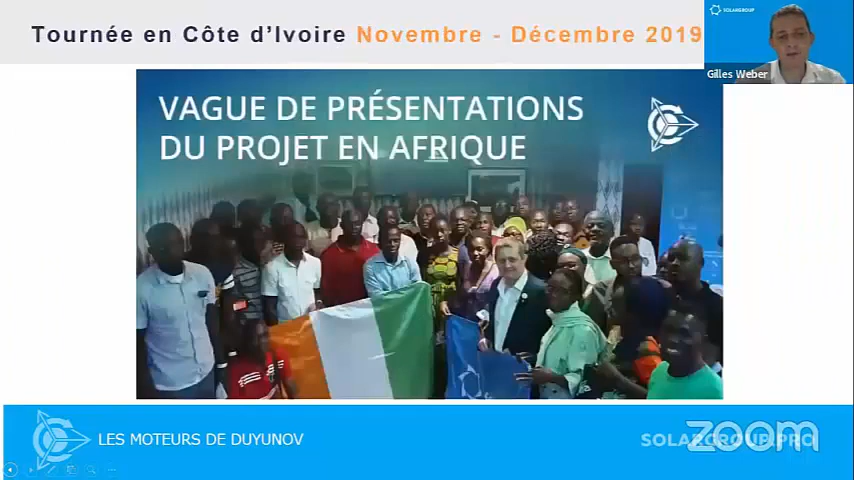 Tournée en Côte d'Ivoire Novembre - Décembre 2019
SOLARGROUP
Gilles Weber
VAGUE DE PRÉSENTATIONS
DU PROJET EN AFRIQUE
LES MOTEURS DE DUYUNOV
SOLARGROUP.PRO
zoom